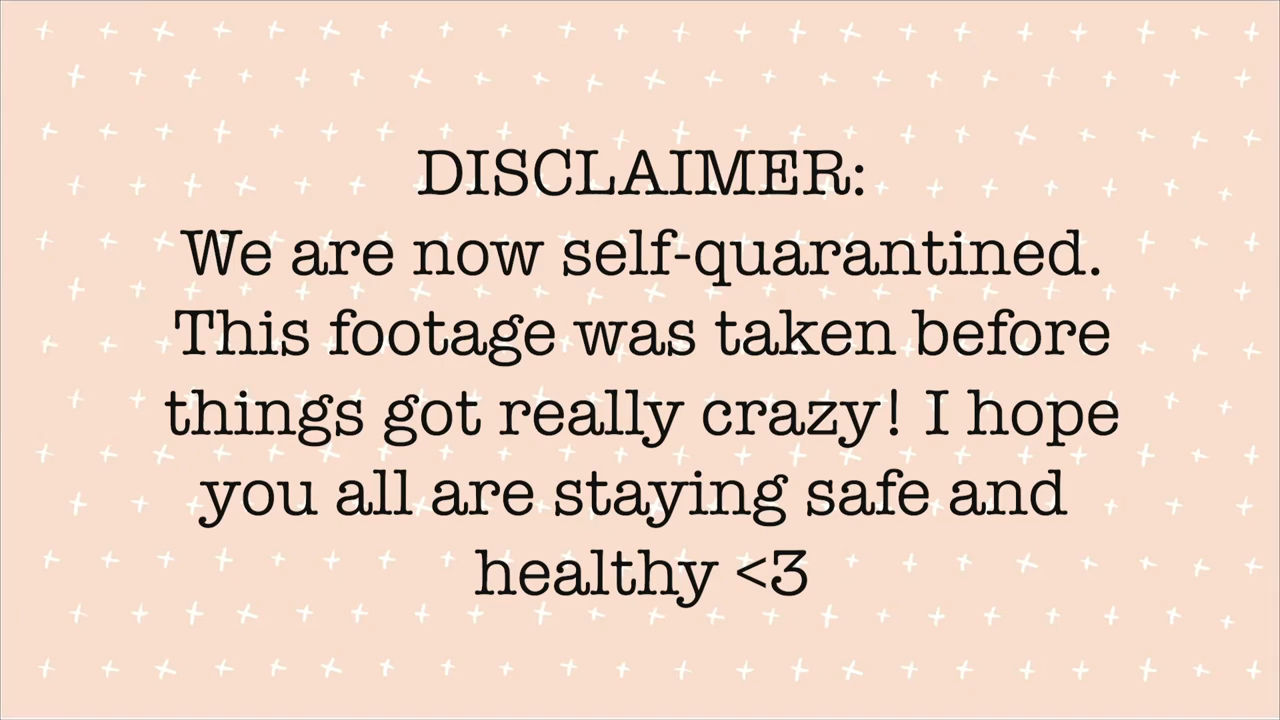 DISCLAIMER:
We are now self-quarantined.
This footage was taken before
things got really crazy! I hope
you all are staying safe and
healthy <3